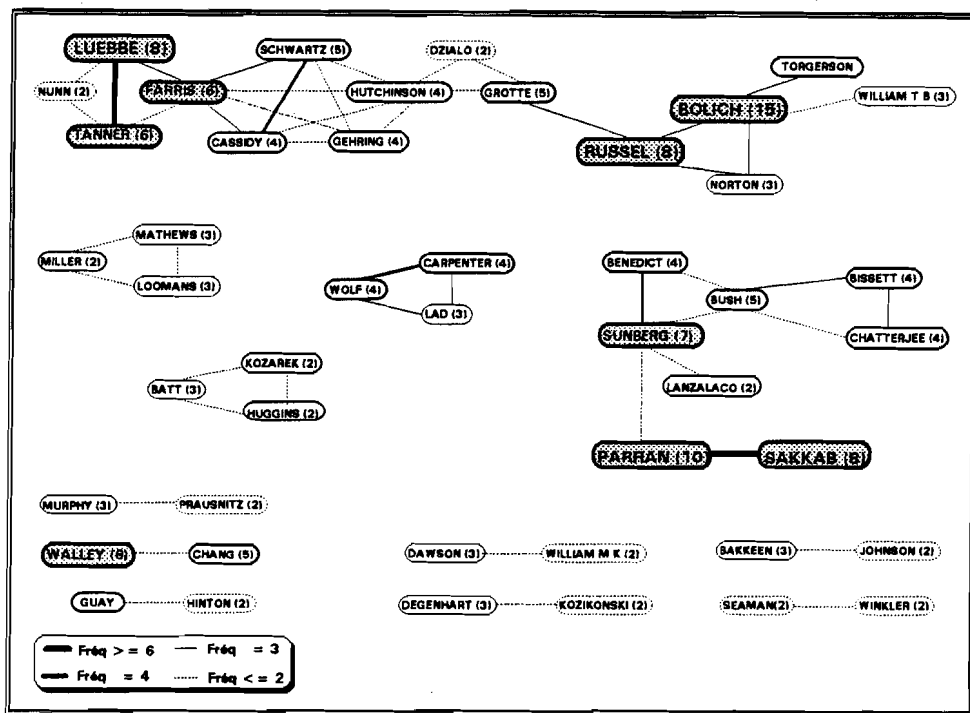 LUEBBE (8)
SCHWARTZ (5)
DZIALO (2)
TORGERSON
NUNN (2)
FARRIS (6)
HUTCHINSON (4)
GROTTE (5)
WILLIAM T B (3)
BOLICH (15)
TANNER (6)
CASSIDY (4)
GEHRING (4)
RUSSEL (8)
NORTON (3)
MATHEWS (3)
MILLER (2)
LOOMANS (3)
CARPENTER (4)
WOLF (4)
LAD (3)
BENEDICT (4)
BISSETT (4)
BUSH (5)
SUNBERG (7)
CHATTERJEE (4)
LANZALACO (2)
KOZAREK (2)
BATT (3)
HUGGINS (2)
PARRAN (10
SAKKAB (8)
MURPHY (3)
PRAUSNITZ (2)
WALLEY (6)
CHANG (5)
DAWSON (3)
WILLIAM M K (2)
BAKKEEN (3)
JOHNSON (2)
GUAY
HINTON (2)
DEGENHART (3)
KOZIKONSKI (2)
SEAMAN(2)
WINKLER (2)
Fréq >= 6
Fréq = 3
Fréq = 4
Fréq <= 2